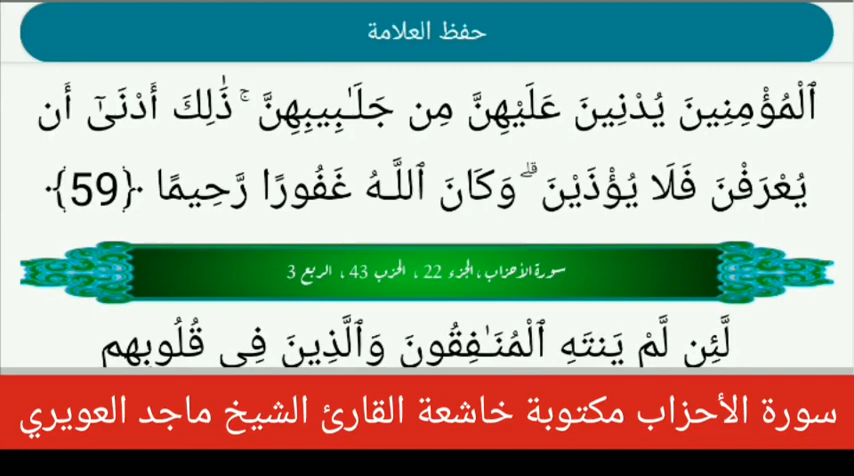 حفظ العلامة
ٱلْمُؤْمِنِينَ يُدْنِينَ عَلَيْهِنَّ مِن جَلَـٰبِيبِهِنَّ ۚ ذَٰلِكَ أَدْنَىٰٓ أَن
يُعْرَفْنَ فَلَا يُؤْذَيْنَ ۗ وَكَانَ ٱللَّـهُ غَفُورًا رَّحِيمًا ﴿59﴾
سورة الأحزاب، الجزء 22 ، الحزب 43 ، الربع 3
لَّئِن لَّمْ يَنتَهِ ٱلْمُنَـٰفِقُونَ وَٱلَّذِينَ فِى قُلُوبِهِم
سورة الأحزاب مكتوبة خاشعة القارئ الشيخ ماجد العويري